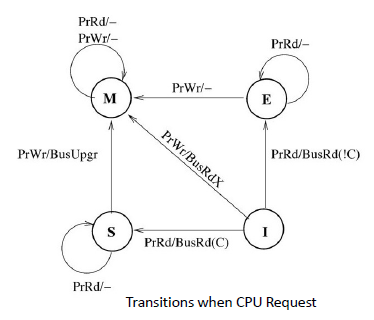 PrRd/–
PrWr/–
PrRd/–
M
PrWr/–
E
PrWr/BusUpgr
PrWr/BusRdX
PrRd/BusRd(!C)
S
PrRd/BusRd(C)
I
PrRd/–
Transitions when CPU Request